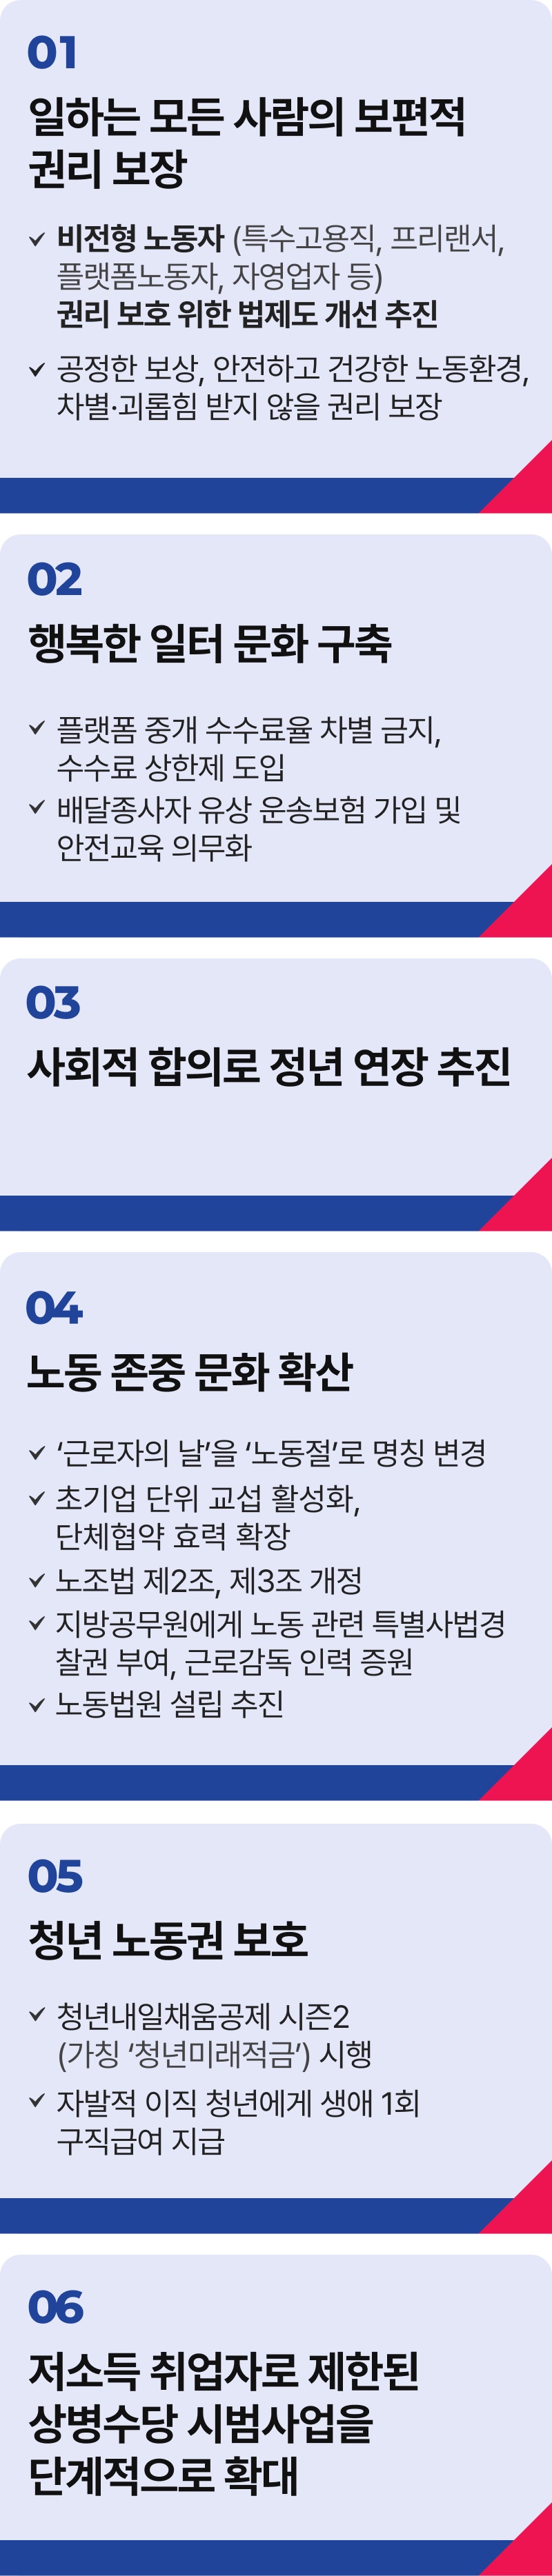 01
일하는 모든 사람의 보편적
권리 보장
비전형 노동자 (특수고용직, 프리랜서,
플랫폼노동자, 자영업자 등)
권리 보호 위한 법제도 개선 추진
공정한 보상, 안전하고 건강한 노동환경,
차별·괴롭힘 받지 않을 권리 보장
02
행복한 일터 문화 구축
플랫폼 중개 수수료율 차별 금지,
수수료 상한제 도입
배달종사자 유상 운송보험 가입 및
안전교육 의무화
03
사회적 합의로 정년 연장 추진
04
노동 존중 문화 확산
‘근로자의 날’을 ‘노동절’로 명칭 변경
초기업 단위 교섭 활성화,
단체협약 효력 확장
노조법 제2조, 제3조 개정
지방공무원에게 노동 관련 특별사법경
찰권 부여, 근로감독 인력 증원
노동법원 설립 추진
05
청년 노동권 보호
청년내일채움공제 시즌2
(가칭 ‘청년미래적금’) 시행
자발적 이직 청년에게 생애 1회
구직급여 지급
06
저소득 취업자로 제한된
상병수당 시범사업을
단계적으로 확대